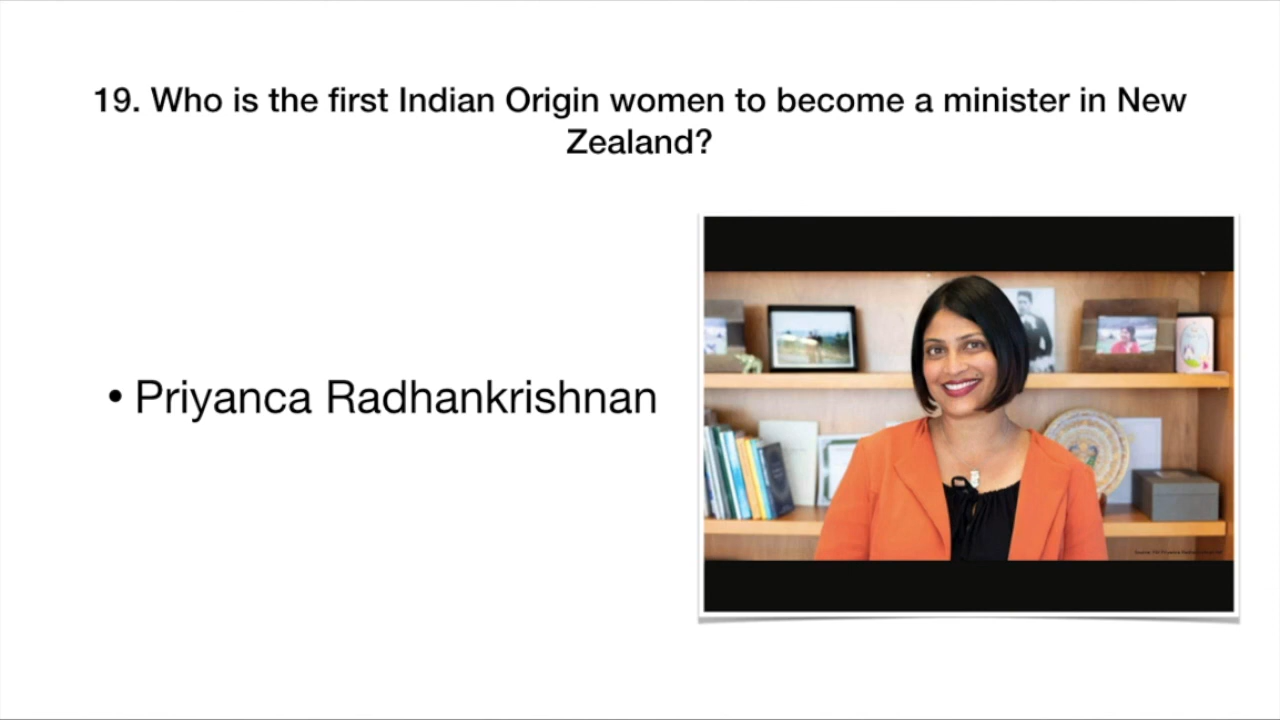 19. Who is the first Indian Origin women to become a minister in New
Zealand?
• Priyanca Radhankrishnan